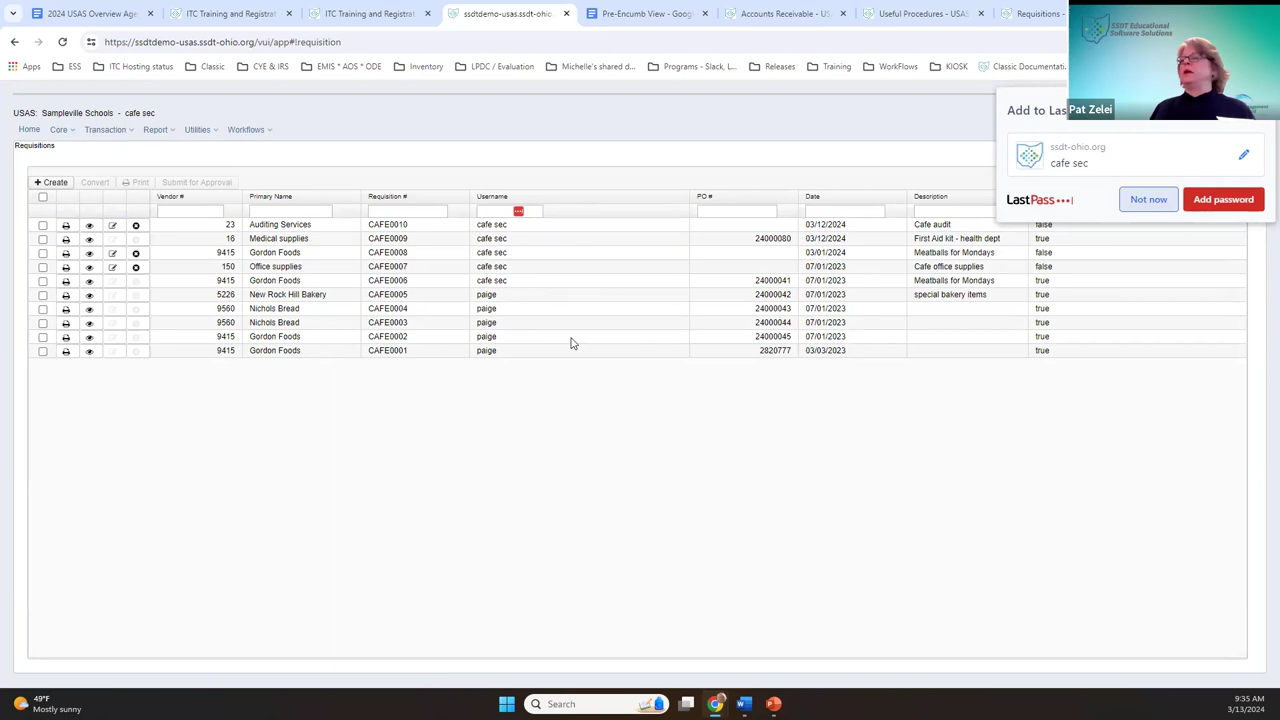 2024 USAS Overview Agen
ITC Training and Registrat
ITC Training and Registrat
ssdtdemo-usas.ssdt-ohio
Pre-Encumb View - Goog
Accounts Receivable - US
Useful Procedures - USAS
Requisitions -
https://ssdtdemo-usas.ssdt-ohio.org/vui/app#!requisition
Apps ESS ITC Hosting status Classic CYE & IRS EMIS * AOS * ODE Inventory LPDC / Evaluation Michelle's shared d... Programs - Slack, L... Releases Training WorkFlows KIOSK Classic Documentati...
SSDT Educational
Software Solutions
Pat Zelei
Add to Las
ssdt-ohio.org
cafe sec
LastPass
Not now Add password
USAS: Sampleville Schools - cafe sec
Home Core Transaction Report Utilities Workflows
Requisitions
+ Create Convert Print Submit for Approval
Vendor # Primary Name Requisition # Username PO # Date Description
23 Auditing Services CAFE0010 cafe sec 03/12/2024 Cafe audit false
16 Medical supplies CAFE0009 cafe sec 24000080 03/12/2024 First Aid kit - health dept true
9415 Gordon Foods CAFE0008 cafe sec 03/01/2024 Meatballs for Mondays false
150 Office supplies CAFE0007 cafe sec 07/01/2023 Cafe office supplies false
9415 Gordon Foods CAFE0006 cafe sec 24000041 07/01/2023 Meatballs for Mondays true
5226 New Rock Hill Bakery CAFE0005 paige 24000042 07/01/2023 special bakery items true
9560 Nichols Bread CAFE0004 paige 24000043 07/01/2023 true
9560 Nichols Bread CAFE0003 paige 24000044 07/01/2023 true
9415 Gordon Foods CAFE0002 paige 24000045 07/01/2023 true
9415 Gordon Foods CAFE0001 paige 2820777 03/03/2023 true
49°F
Mostly sunny
Search
9:35 AM
3/13/2024